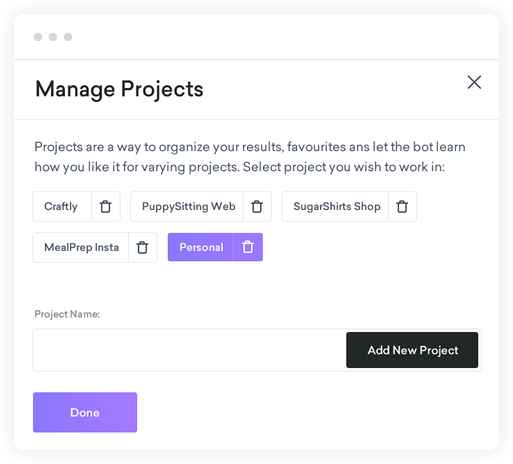 Manage Projects
Projects are a way to organize your results, favourites ans let the bot learn
how you like it for varying projects. Select project you wish to work in:
Craftly PuppySitting Web SugarShirts Shop
MealPrep Insta Personal
Project Name:
Add New Project
Done